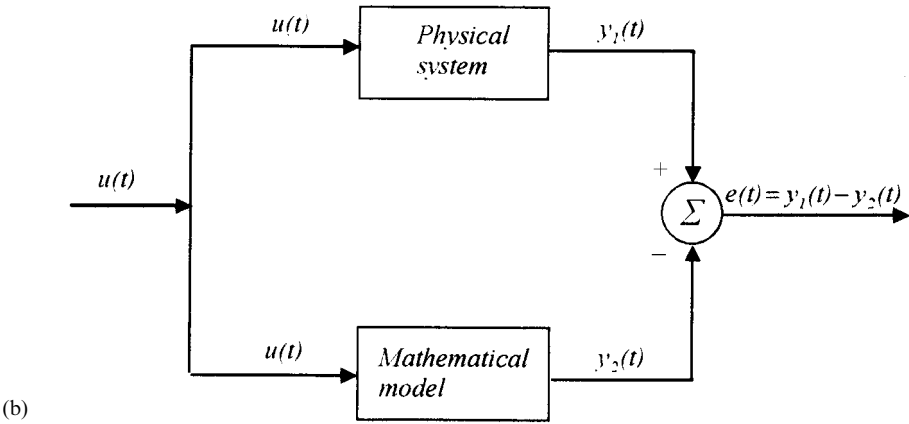 u(t)
Physical
system
y₁(t)
u(t)
+
Σ
e(t)=y₁(t)−y₂(t)
−
u(t)
Mathematical
model
y₂(t)
(b)